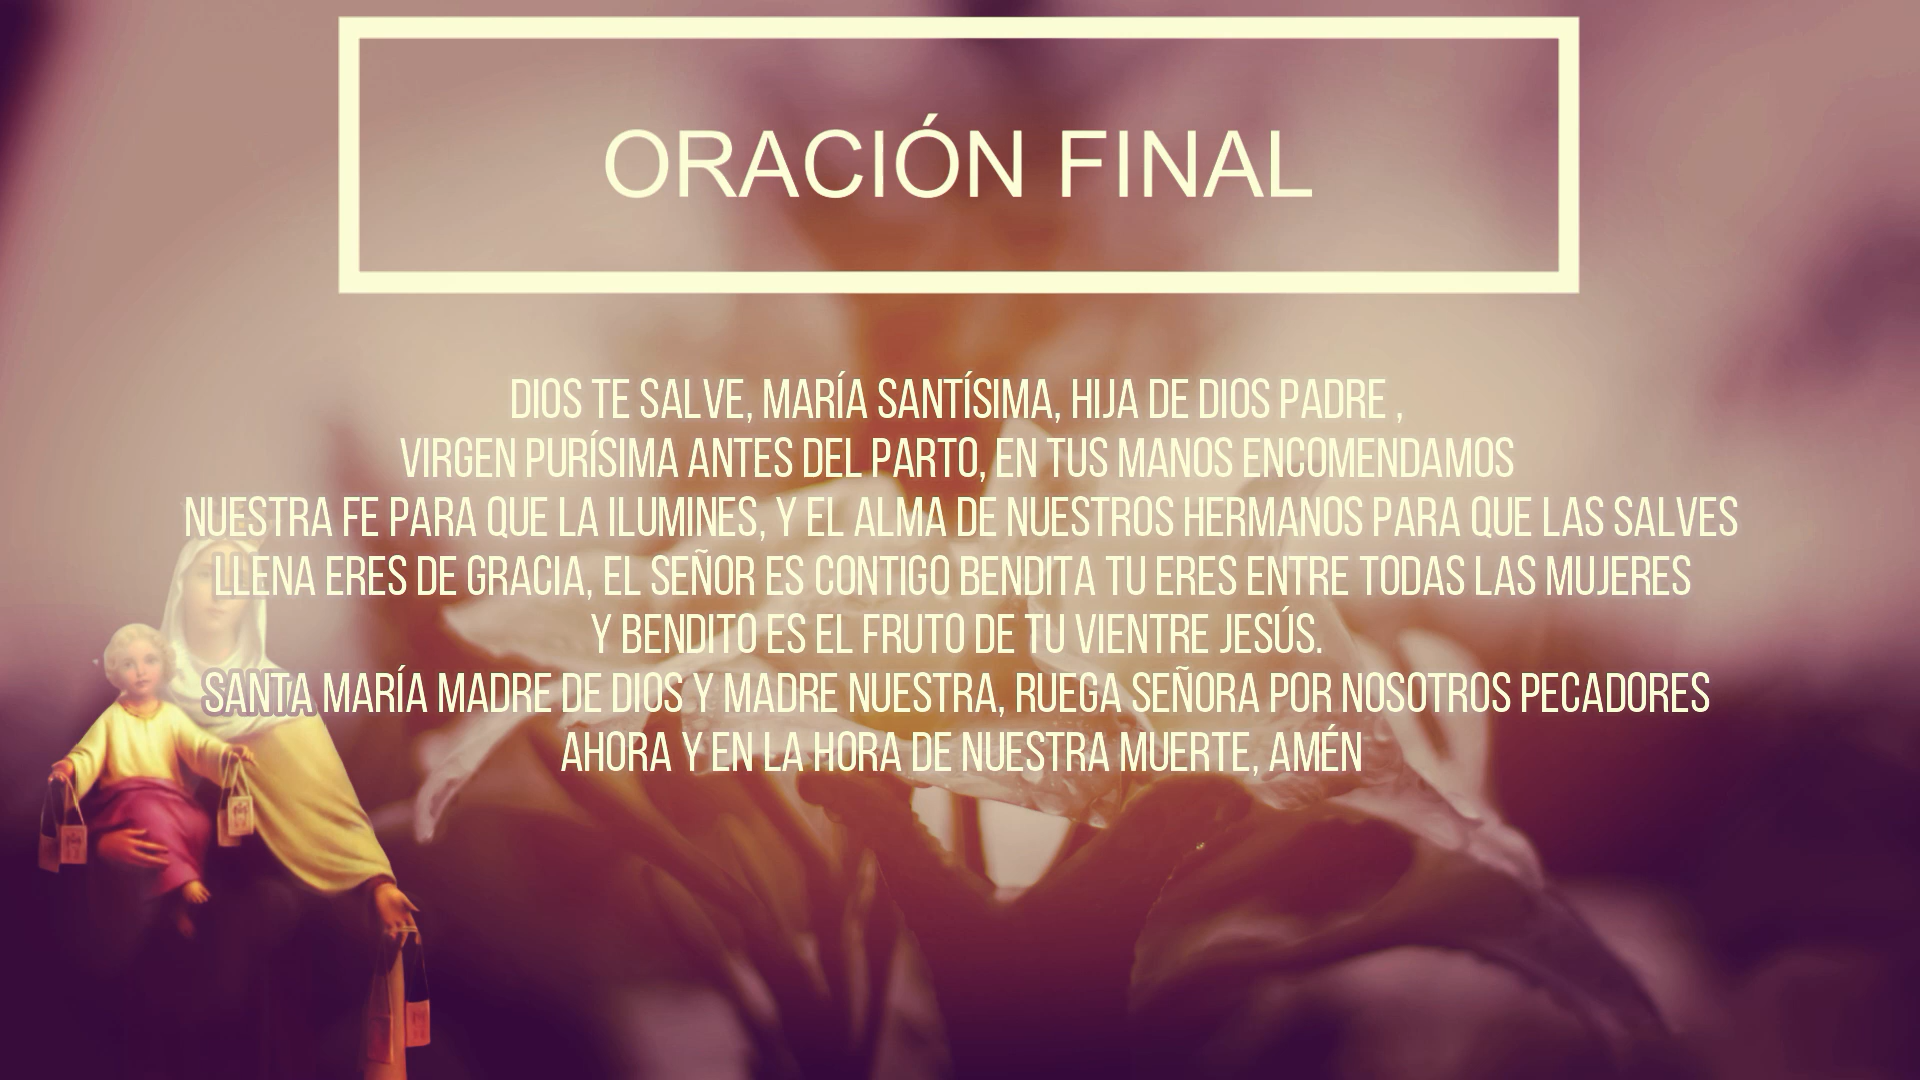 ORACIÓN FINAL
DIOS TE SALVE, MARÍA SANTÍSIMA, HIJA DE DIOS PADRE ,
VIRGEN PURÍSIMA ANTES DEL PARTO, EN TUS MANOS ENCOMENDAMOS
NUESTRA FE PARA QUE LA ILUMINES, Y EL ALMA DE NUESTROS HERMANOS PARA QUE LAS SALVES
LLENA ERES DE GRACIA, EL SEÑOR ES CONTIGO BENDITA TU ERES ENTRE TODAS LAS MUJERES
Y BENDITO ES EL FRUTO DE TU VIENTRE JESÚS.
SANTA MARÍA MADRE DE DIOS Y MADRE NUESTRA, RUEGA SEÑORA POR NOSOTROS PECADORES
AHORA Y EN LA HORA DE NUESTRA MUERTE, AMÉN